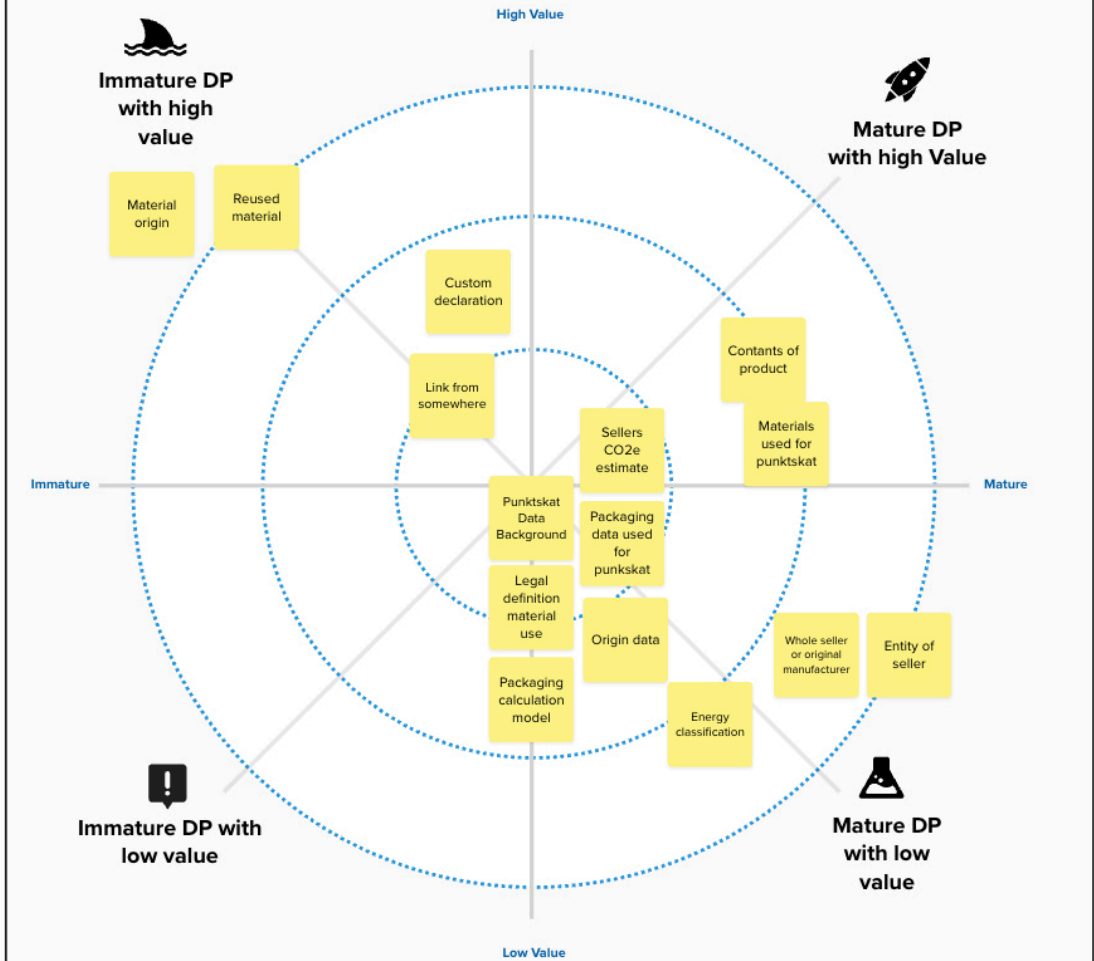 High Value
Immature DP
with high
value
Mature DP
with high Value
Material
origin
Reused
material
Custom
declaration
Contants of
product
Link from
somewhere
Sellers
CO2e
estimate
Materials
used for
punktskat
Immature
Mature
Punktskat
Data
Background
Packaging
data used
for
punkskat
Legal
definition
material
use
Origin data
Whole seller
or original
manufacturer
Entity of
seller
Packaging
calculation
model
Energy
classification
Immature DP with
low value
Mature DP
with low
value
Low Value